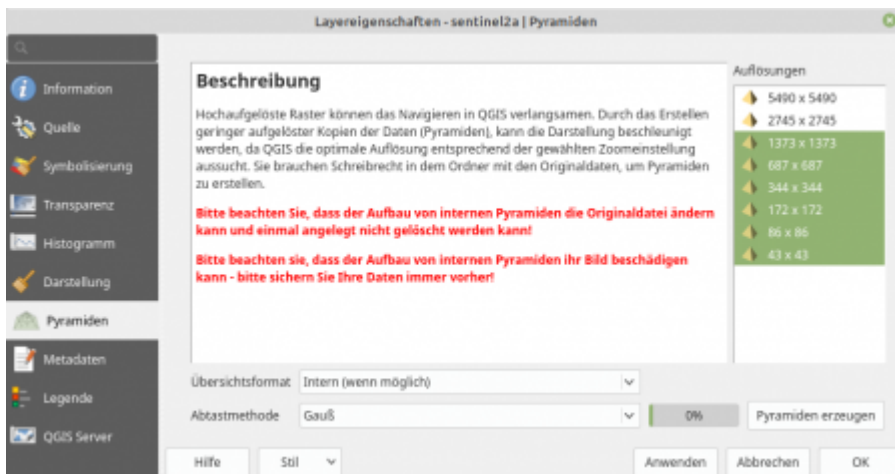 Layereigenschaften - sentinel2a | Pyramiden
Information
Quelle
Symbolisierung
Transparenz
Histogramm
Darstellung
Pyramiden
Metadaten
Legende
QGIS Server
Beschreibung
Hochaufgelöste Raster können das Navigieren in QGIS verlangsamen. Durch das Erstellen
geringer aufgelöster Kopien der Daten (Pyramiden), kann die Darstellung beschleunigt
werden, da QGIS die optimale Auflösung entsprechend der gewählten Zoomeinstellung
aussucht. Sie brauchen Schreibrecht in dem Ordner mit den Originaldaten, um Pyramiden
zu erstellen.
Bitte beachten Sie, dass der Aufbau von internen Pyramiden die Originaldatei ändern
kann und einmal angelegt nicht gelöscht werden kann!
Bitte beachten sie, dass der Aufbau von internen Pyramiden ihr Bild beschädigen
kann - bitte sichern Sie Ihre Daten immer vorher!
Auflösungen
5490 x 5490
2745 x 2745
1373 x 1373
687 x 687
344 x 344
172 x 172
86 x 86
43 x 43
Übersichtsformat Intern (wenn möglich)
Abtastmethode Gauß 0% Pyramiden erzeugen
Hilfe Stil Anwenden Abbrechen OK